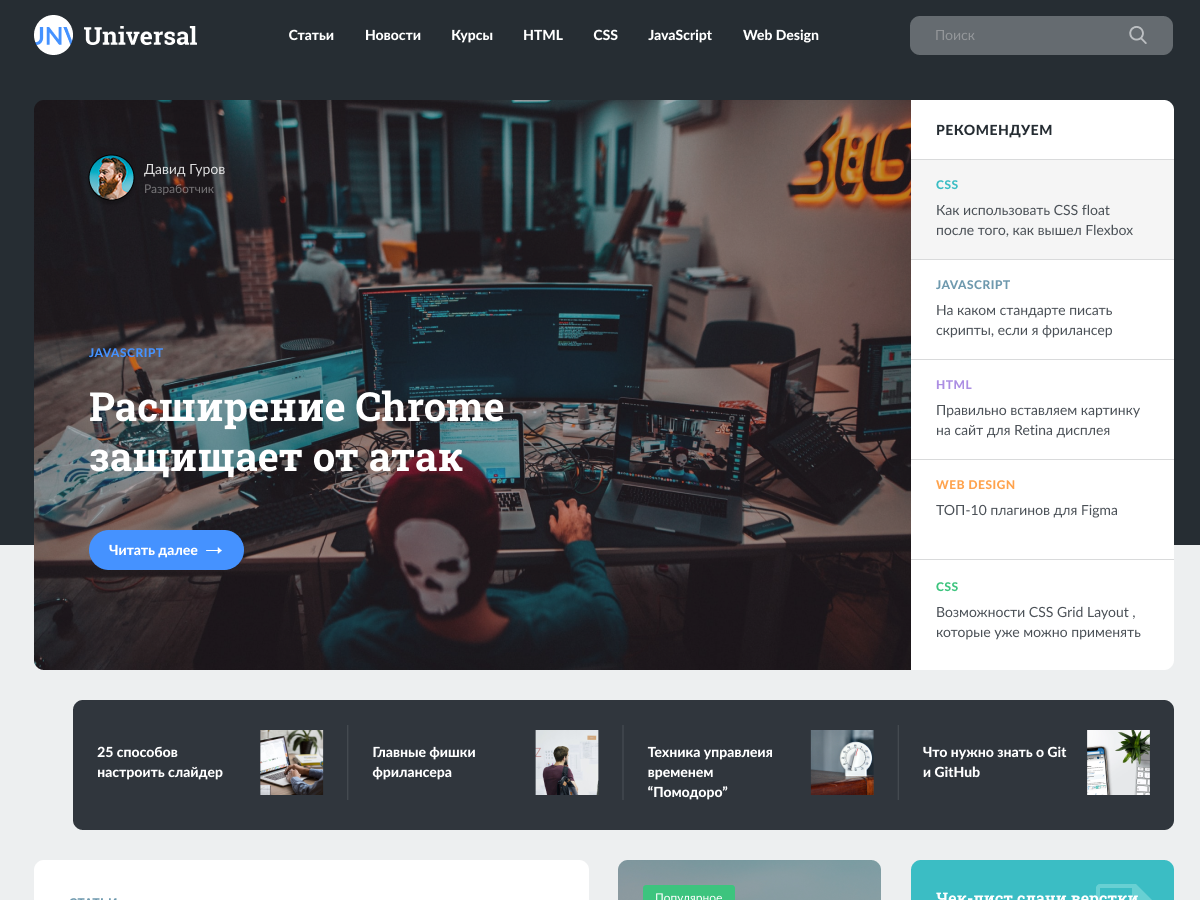 UNI Universal
Статьи Новости Курсы HTML CSS JavaScript Web Design
Поиск
Давид Гуров
Разработчик
JAVASCRIPT
Расширение Chrome
защищает от атак
Читать далее →
РЕКОМЕНДУЕМ
CSS
Как использовать CSS float
после того, как вышел Flexbox
JAVASCRIPT
На каком стандарте писать
скрипты, если я фрилансер
HTML
Правильно вставляем картинку
на сайт для Retina дисплея
WEB DESIGN
ТОП-10 плагинов для Figma
CSS
Возможности CSS Grid Layout ,
которые уже можно применять
25 способов
настроить слайдер
Главные фишки
фрилансера
Техника управлеия
временем
“Помодоро”
Что нужно знать о Git
и GitHub
СТАТЬИ
Популярное
Чек-лист сдачи верстки